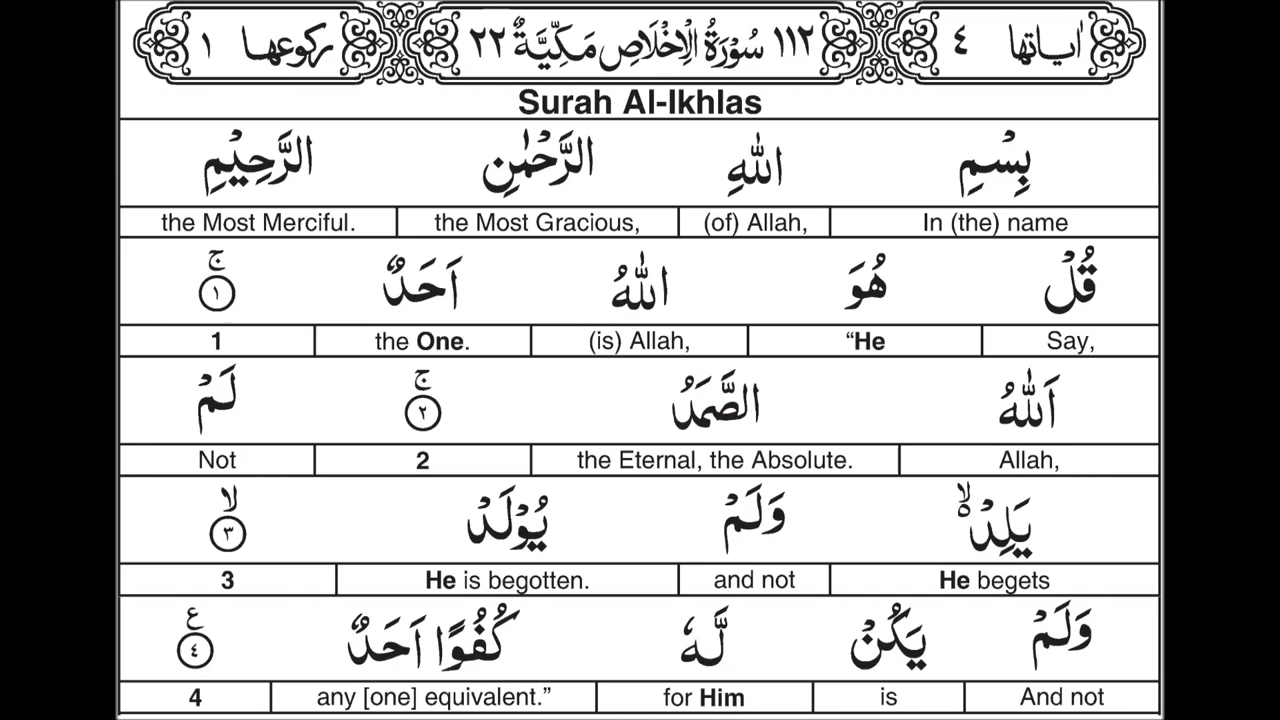 اٰیاتها ٤ ١١٢ سُوْرَةُ الْاِخْلَاصِ مَكِّيَّةٌ ٢٢ ركوعها ١
Surah Al-Ikhlas
بِسْمِ اللّٰهِ الرَّحْمٰنِ الرَّحِيْمِ
In (the) name (of) Allah, the Most Gracious, the Most Merciful.
قُلْ هُوَ اللّٰهُ اَحَدٌ ۚ ١
Say, “He (is) Allah, the One. 1
اَللّٰهُ الصَّمَدُ ۚ ٢ لَمْ
Allah, the Eternal, the Absolute. 2 Not
يَلِدْ ۬ۙ وَلَمْ يُوْلَدْ ۙ ٣
He begets and not He is begotten. 3
وَلَمْ يَكُنْ لَّهٗ كُفُوًا اَحَدٌ ع ٤
And not is for Him any [one] equivalent.” 4